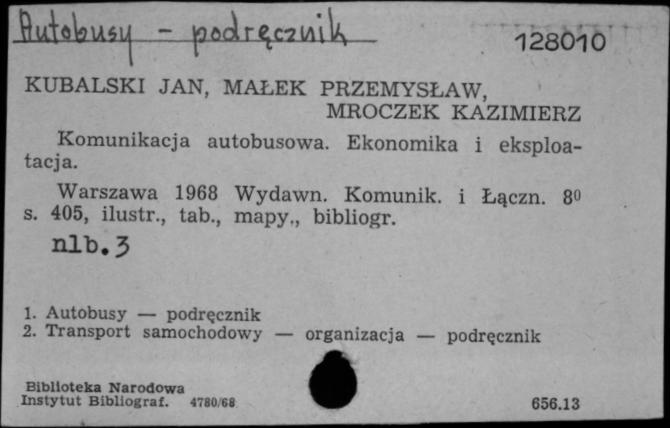 Autobusy - podręcznik
128010
KUBALSKI JAN, MAŁEK PRZEMYSŁAW,
MROCZEK KAZIMIERZ
Komunikacja autobusowa. Ekonomika i eksploa-
tacja.
Warszawa 1968 Wydawn. Komunik. i Łączn. 8⁰
s. 405, ilustr., tab., mapy., bibliogr.
nlb. 3
1. Autobusy — podręcznik
2. Transport samochodowy — organizacja — podręcznik
Biblioteka Narodowa
Instytut Bibliograf. 4780/68
656.13